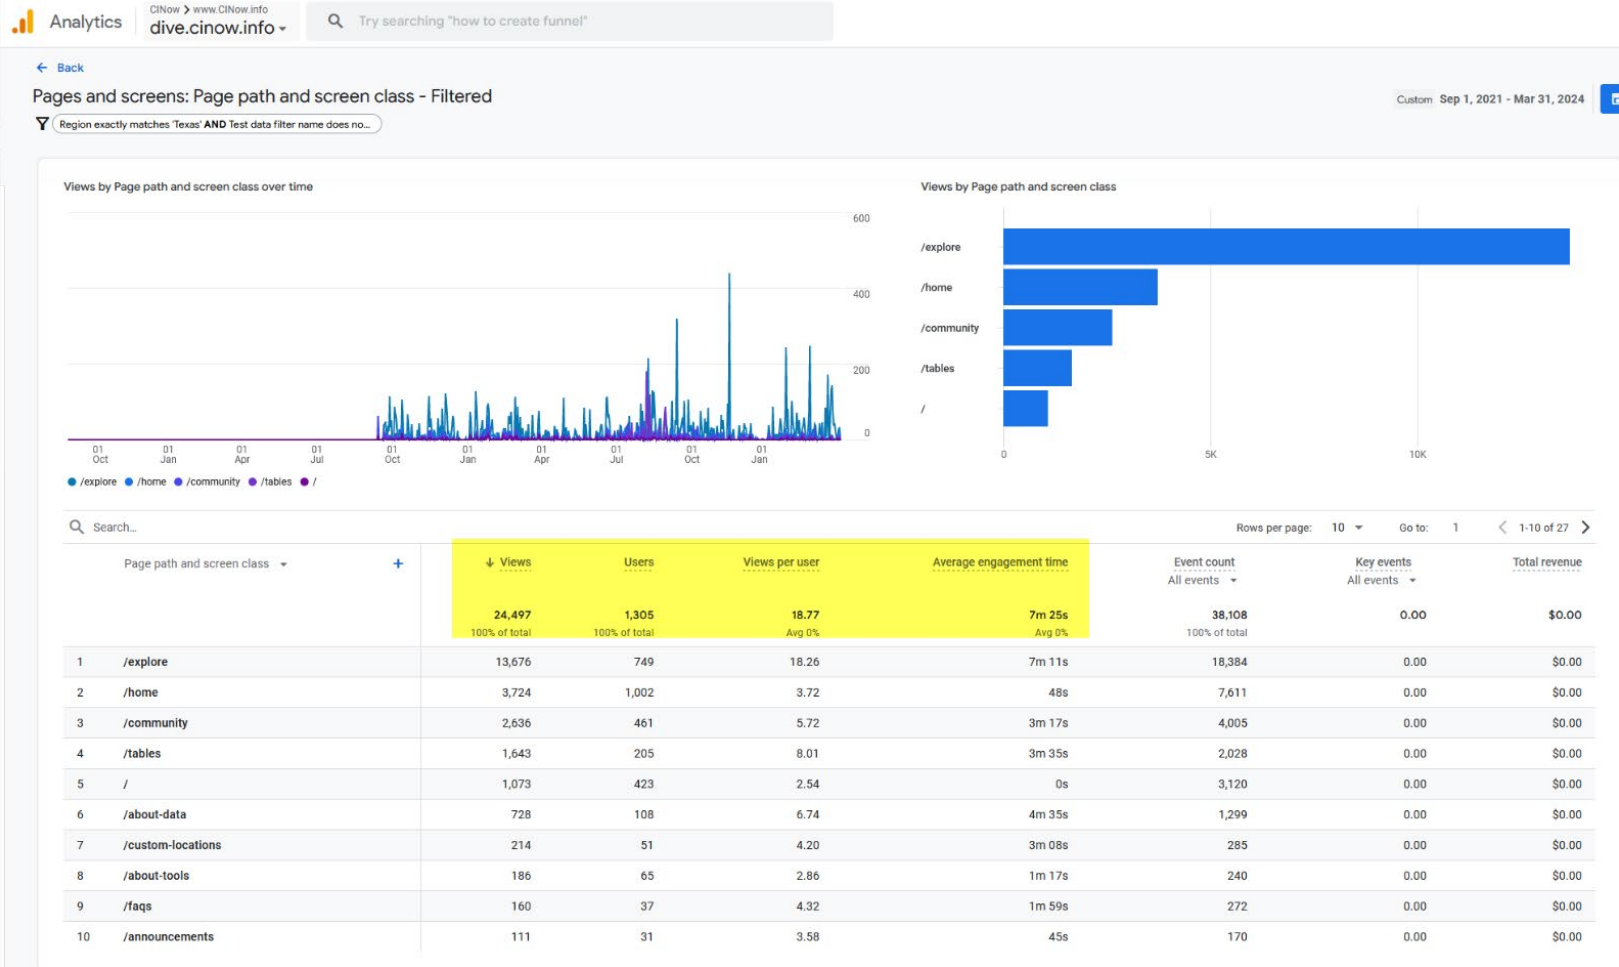 Analytics
CINow > www.CINow.info
dive.cinow.info
Try searching "how to create funnel"
Back
Pages and screens: Page path and screen class - Filtered
Custom Sep 1, 2021 - Mar 31, 2024
Region exactly matches 'Texas' AND Test data filter name does no...
Views by Page path and screen class over time
600
400
200
0
01 Oct
01 Jan
01 Apr
01 Jul
01 Oct
01 Jan
01 Apr
01 Jul
01 Oct
01 Jan
/explore /home /community /tables /
Views by Page path and screen class
/explore
/home
/community
/tables
/
0 5K 10K
Search...
Rows per page: 10 Go to: 1 1-10 of 27
Page path and screen class + Views Users Views per user Average engagement time Event count Key events Total revenue
All events All events
24,497 1,305 18.77 7m 25s 38,108 0.00 $0.00
100% of total 100% of total Avg 0% Avg 0% 100% of total
1 /explore 13,676 749 18.26 7m 11s 18,384 0.00 $0.00
2 /home 3,724 1,002 3.72 48s 7,611 0.00 $0.00
3 /community 2,636 461 5.72 3m 17s 4,005 0.00 $0.00
4 /tables 1,643 205 8.01 3m 35s 2,028 0.00 $0.00
5 / 1,073 423 2.54 0s 3,120 0.00 $0.00
6 /about-data 728 108 6.74 4m 35s 1,299 0.00 $0.00
7 /custom-locations 214 51 4.20 3m 08s 285 0.00 $0.00
8 /about-tools 186 65 2.86 1m 17s 240 0.00 $0.00
9 /faqs 160 37 4.32 1m 59s 272 0.00 $0.00
10 /announcements 111 31 3.58 45s 170 0.00 $0.00